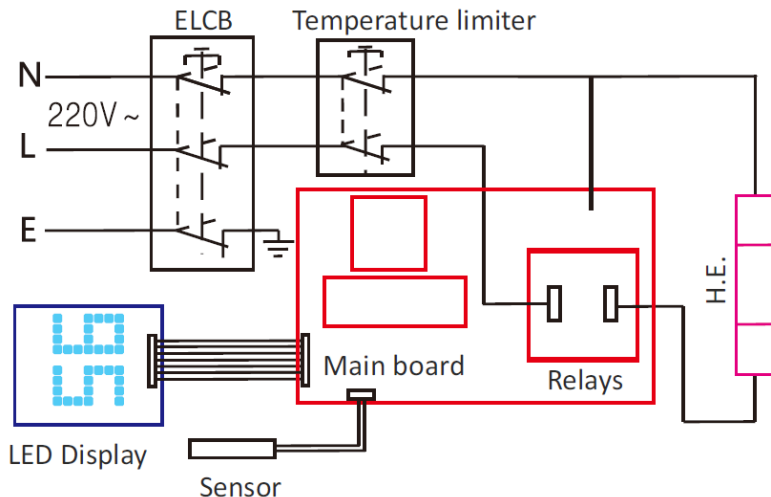 ELCB
Temperature limiter
N
220V ~
L
E
H.E.
Main board
Relays
LED Display
Sensor